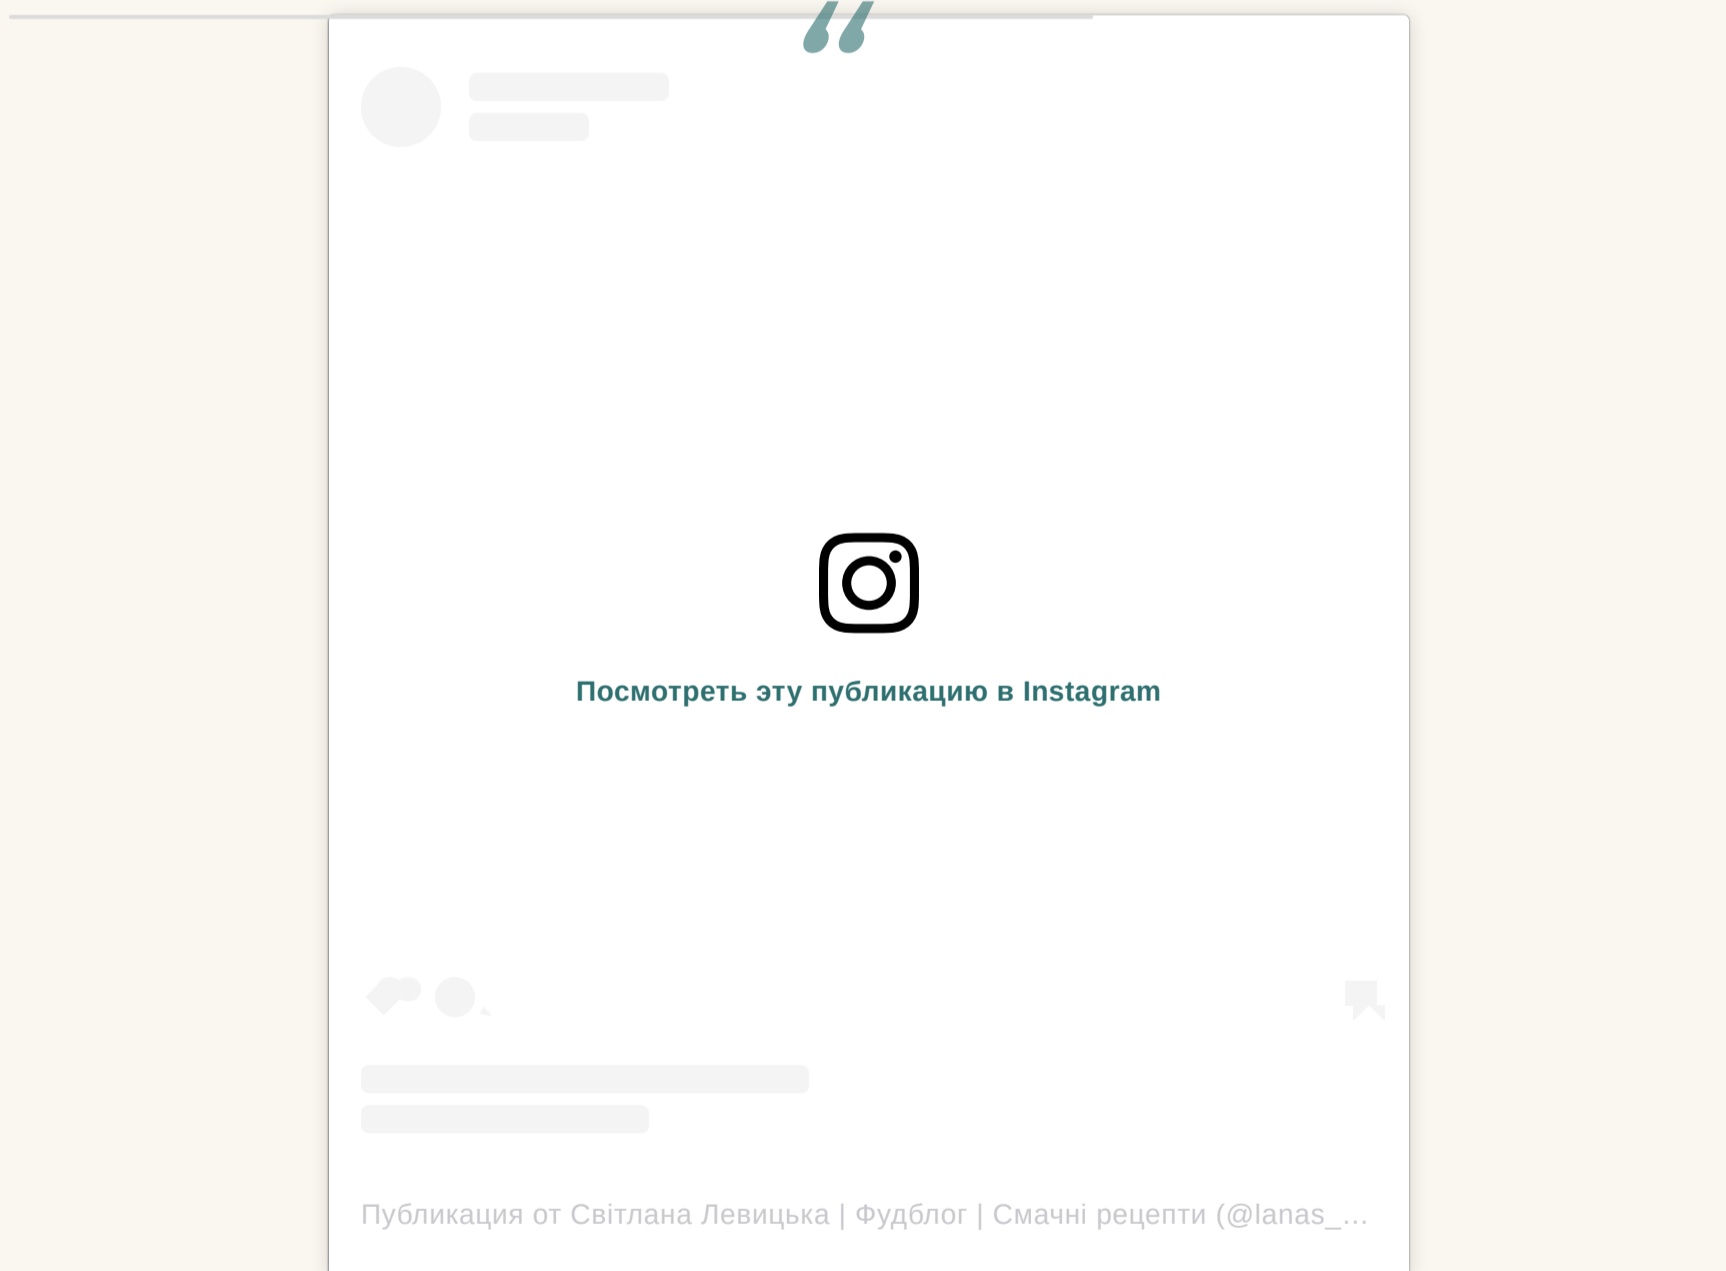 “
Посмотреть эту публикацию в Instagram
Публикация от Світлана Левицька | Фудблог | Смачні рецепти (@lanas_...